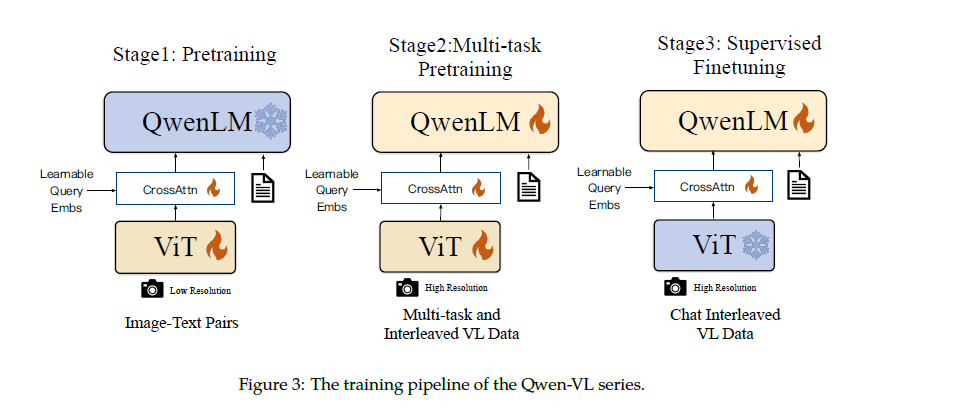 Stage1: Pretraining
QwenLM
Learnable
Query
Embs
CrossAttn
ViT
Low Resolution
Image-Text Pairs
Stage2:Multi-task
Pretraining
QwenLM
Learnable
Query
Embs
CrossAttn
ViT
High Resolution
Multi-task and
Interleaved VL Data
Stage3: Supervised
Finetuning
QwenLM
Learnable
Query
Embs
CrossAttn
ViT
High Resolution
Chat Interleaved
VL Data
Figure 3: The training pipeline of the Qwen-VL series.